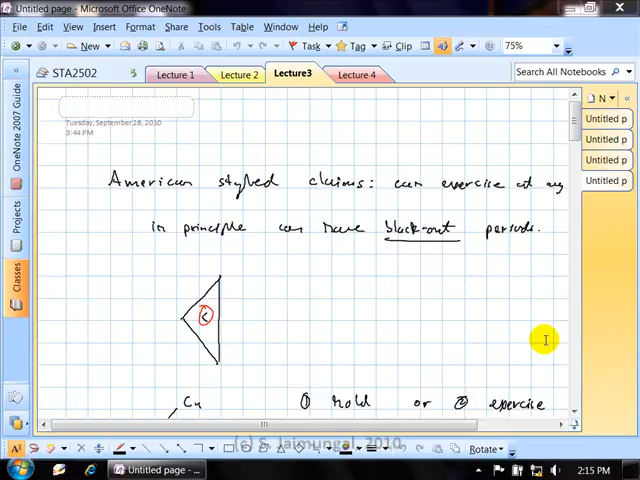 Untitled page - Microsoft Office OneNote
File Edit View Insert Format Share Tools Table Window Help
New Task Tag Clip 75%
STA2502 Lecture 1 Lecture 2 Lecture3 Lecture 4 Search All Notebooks
OneNote 2007 Guide
Projects
Classes
N
Untitled p
Untitled p
Untitled p
Untitled p
Tuesday, September 28, 2010
3:44 PM
American styled claims: can exercise at any
in principle can have black-out periods.
Cu ① hold or ② exercise
(c) S. Jaimungal, 2010
Rotate
Untitled page - ... 2:15 PM